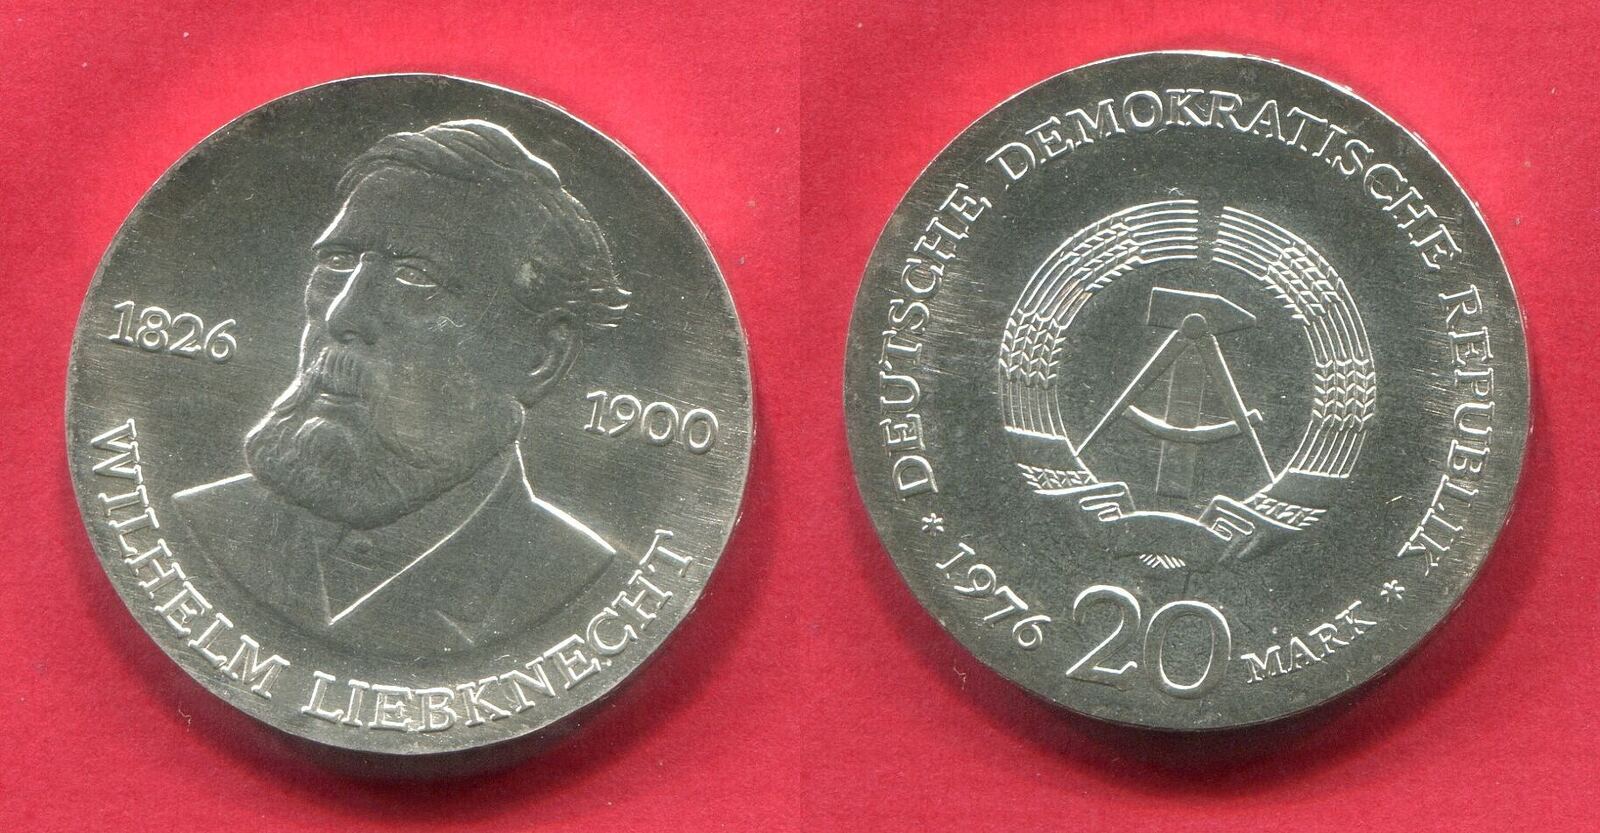 1826
1900
WILHELM LIEBKNECHT
* DEUTSCHE DEMOKRATISCHE REPUBLIK *
1976 20 MARK